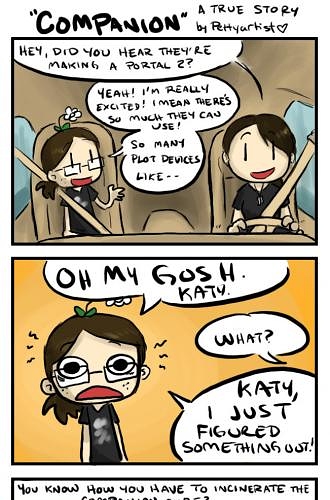 "COMPANION" A TRUE STORY
by Pettyartist♡
HEY, DID YOU HEAR THEY'RE
MAKING A PORTAL 2?
YEAH! I'M REALLY
EXCITED! I MEAN THERE'S
SO MUCH THEY CAN
USE!
SO MANY
PLOT DEVICES
LIKE--
OH MY GOSH.
KATY.
WHAT?
KATY,
I JUST
FIGURED
SOMETHING OUT!
YOU KNOW HOW YOU HAVE TO INCINERATE THE